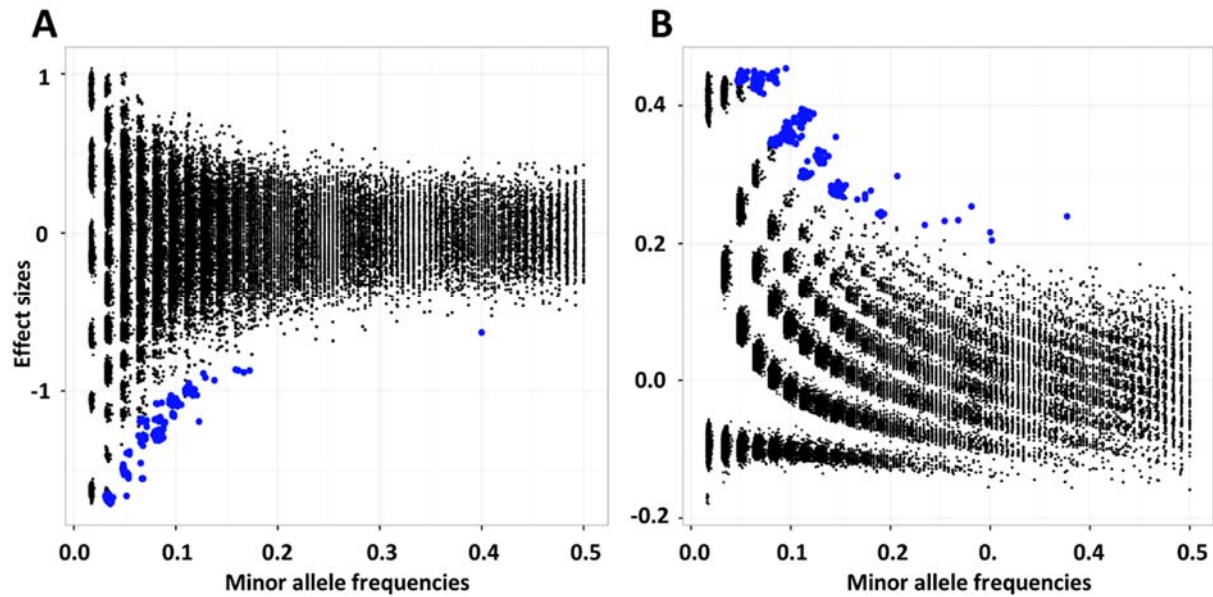 A
B
1
0
-1
Effect sizes
0.0 0.1 0.2 0.3 0.4 0.5
Minor allele frequencies
0.4
0.2
0.0
-0.2
0.0 0.1 0.2 0. 0.4 0.5
Minor allele frequencies